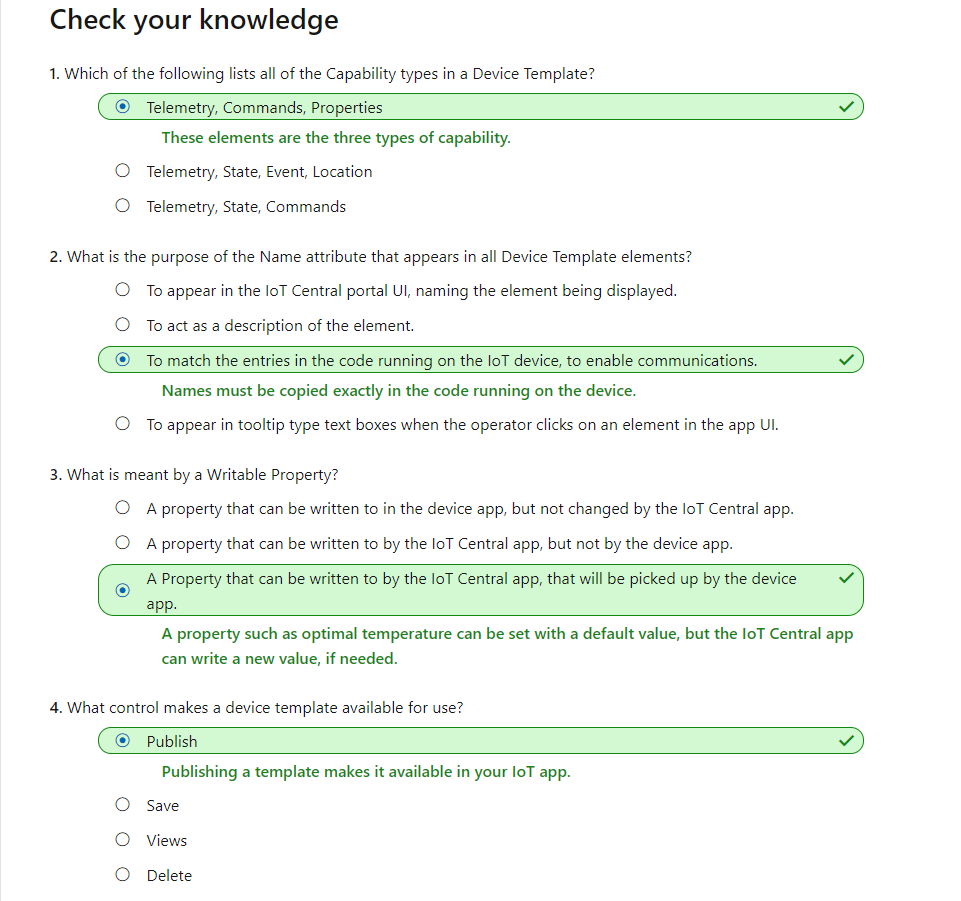 Check your knowledge
1. Which of the following lists all of the Capability types in a Device Template?
Telemetry, Commands, Properties
These elements are the three types of capability.
Telemetry, State, Event, Location
Telemetry, State, Commands
2. What is the purpose of the Name attribute that appears in all Device Template elements?
To appear in the IoT Central portal UI, naming the element being displayed.
To act as a description of the element.
To match the entries in the code running on the IoT device, to enable communications.
Names must be copied exactly in the code running on the device.
To appear in tooltip type text boxes when the operator clicks on an element in the app UI.
3. What is meant by a Writable Property?
A property that can be written to in the device app, but not changed by the IoT Central app.
A property that can be written to by the IoT Central app, but not by the device app.
A Property that can be written to by the IoT Central app, that will be picked up by the device
app.
A property such as optimal temperature can be set with a default value, but the IoT Central app
can write a new value, if needed.
4. What control makes a device template available for use?
Publish
Publishing a template makes it available in your IoT app.
Save
Views
Delete